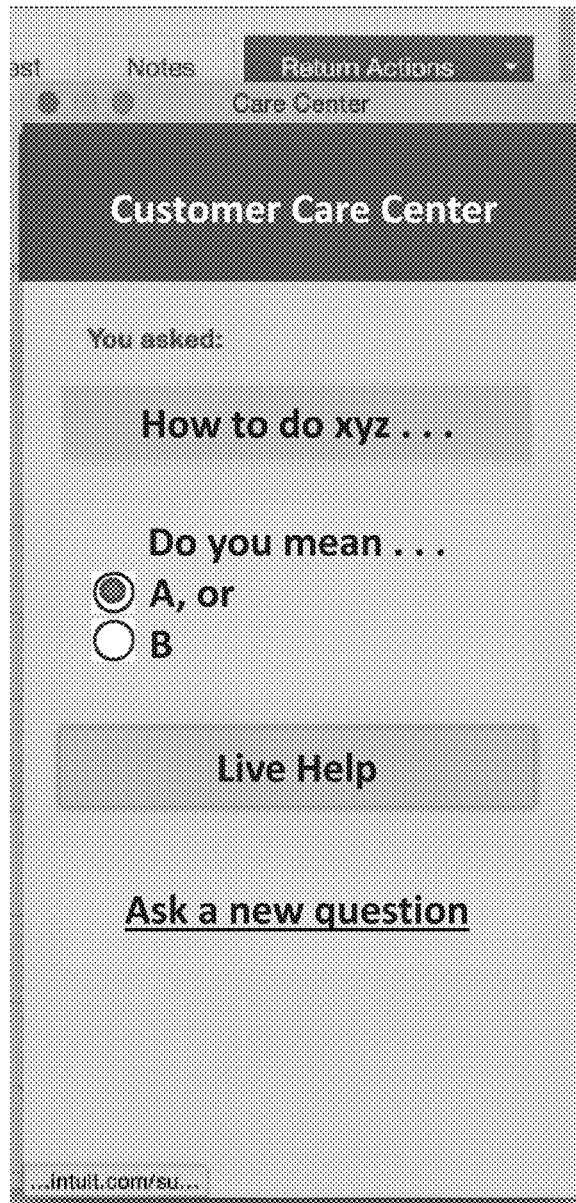 Notes Return Actions
Care Center
Customer Care Center
You asked:
How to do xyz . . .
Do you mean . . .
A, or
B
Live Help
Ask a new question
...intuit.com/su...